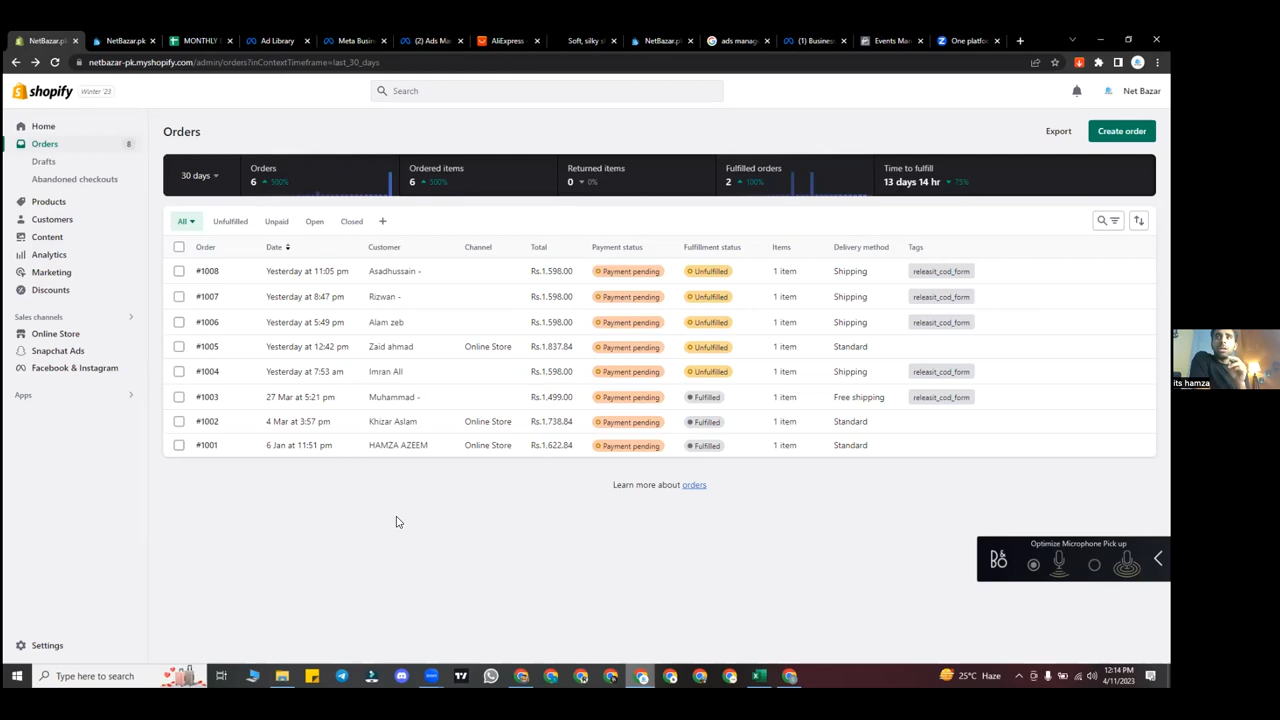 NetBazar.p
NetBazar.pk
MONTHLY
Ad Library
Meta Busin
(2) Ads M
AliExpress
Soft, silky s
NetBazar.p
ads manag
(1) Busines
Events Ma
One platfo
netbazar-pk.myshopify.com/admin/orders?inContextTimeframe=last_30_days
shopify Winter '23
Search
Net Bazar
Home
Orders 8
Drafts
Abandoned checkouts
Products
Customers
Content
Analytics
Marketing
Discounts
Sales channels
Online Store
Snapchat Ads
Facebook & Instagram
Apps
Settings
Orders
Export
Create order
30 days
Orders
6 500%
Ordered items
6 500%
Returned items
0 0%
Fulfilled orders
2 100%
Time to fulfill
13 days 14 hr 75%
All Unfulfilled Unpaid Open Closed +
Order Date Customer Channel Total Payment status Fulfillment status Items Delivery method Tags
#1008 Yesterday at 11:05 pm Asadhussain - Rs.1,598.00 Payment pending Unfulfilled 1 item Shipping releasit_cod_form
#1007 Yesterday at 8:47 pm Rizwan - Rs.1,598.00 Payment pending Unfulfilled 1 item Shipping releasit_cod_form
#1006 Yesterday at 5:49 pm Alam zeb Rs.1,598.00 Payment pending Unfulfilled 1 item Shipping releasit_cod_form
#1005 Yesterday at 12:42 pm Zaid ahmad Online Store Rs.1,837.84 Payment pending Unfulfilled 1 item Standard
#1004 Yesterday at 7:53 am Imran Ali Rs.1,598.00 Payment pending Unfulfilled 1 item Shipping releasit_cod_form
#1003 27 Mar at 5:21 pm Muhammad - Rs.1,499.00 Payment pending Fulfilled 1 item Free shipping releasit_cod_form
#1002 4 Mar at 3:57 pm Khizar Aslam Online Store Rs.1,738.84 Payment pending Fulfilled 1 item Standard
#1001 6 Jan at 11:51 pm HAMZA AZEEM Online Store Rs.1,622.84 Payment pending Fulfilled 1 item Standard
Learn more about orders
Optimize Microphone Pick up
B&O
its hamza
Type here to search
25°C Haze
12:14 PM
4/11/2023